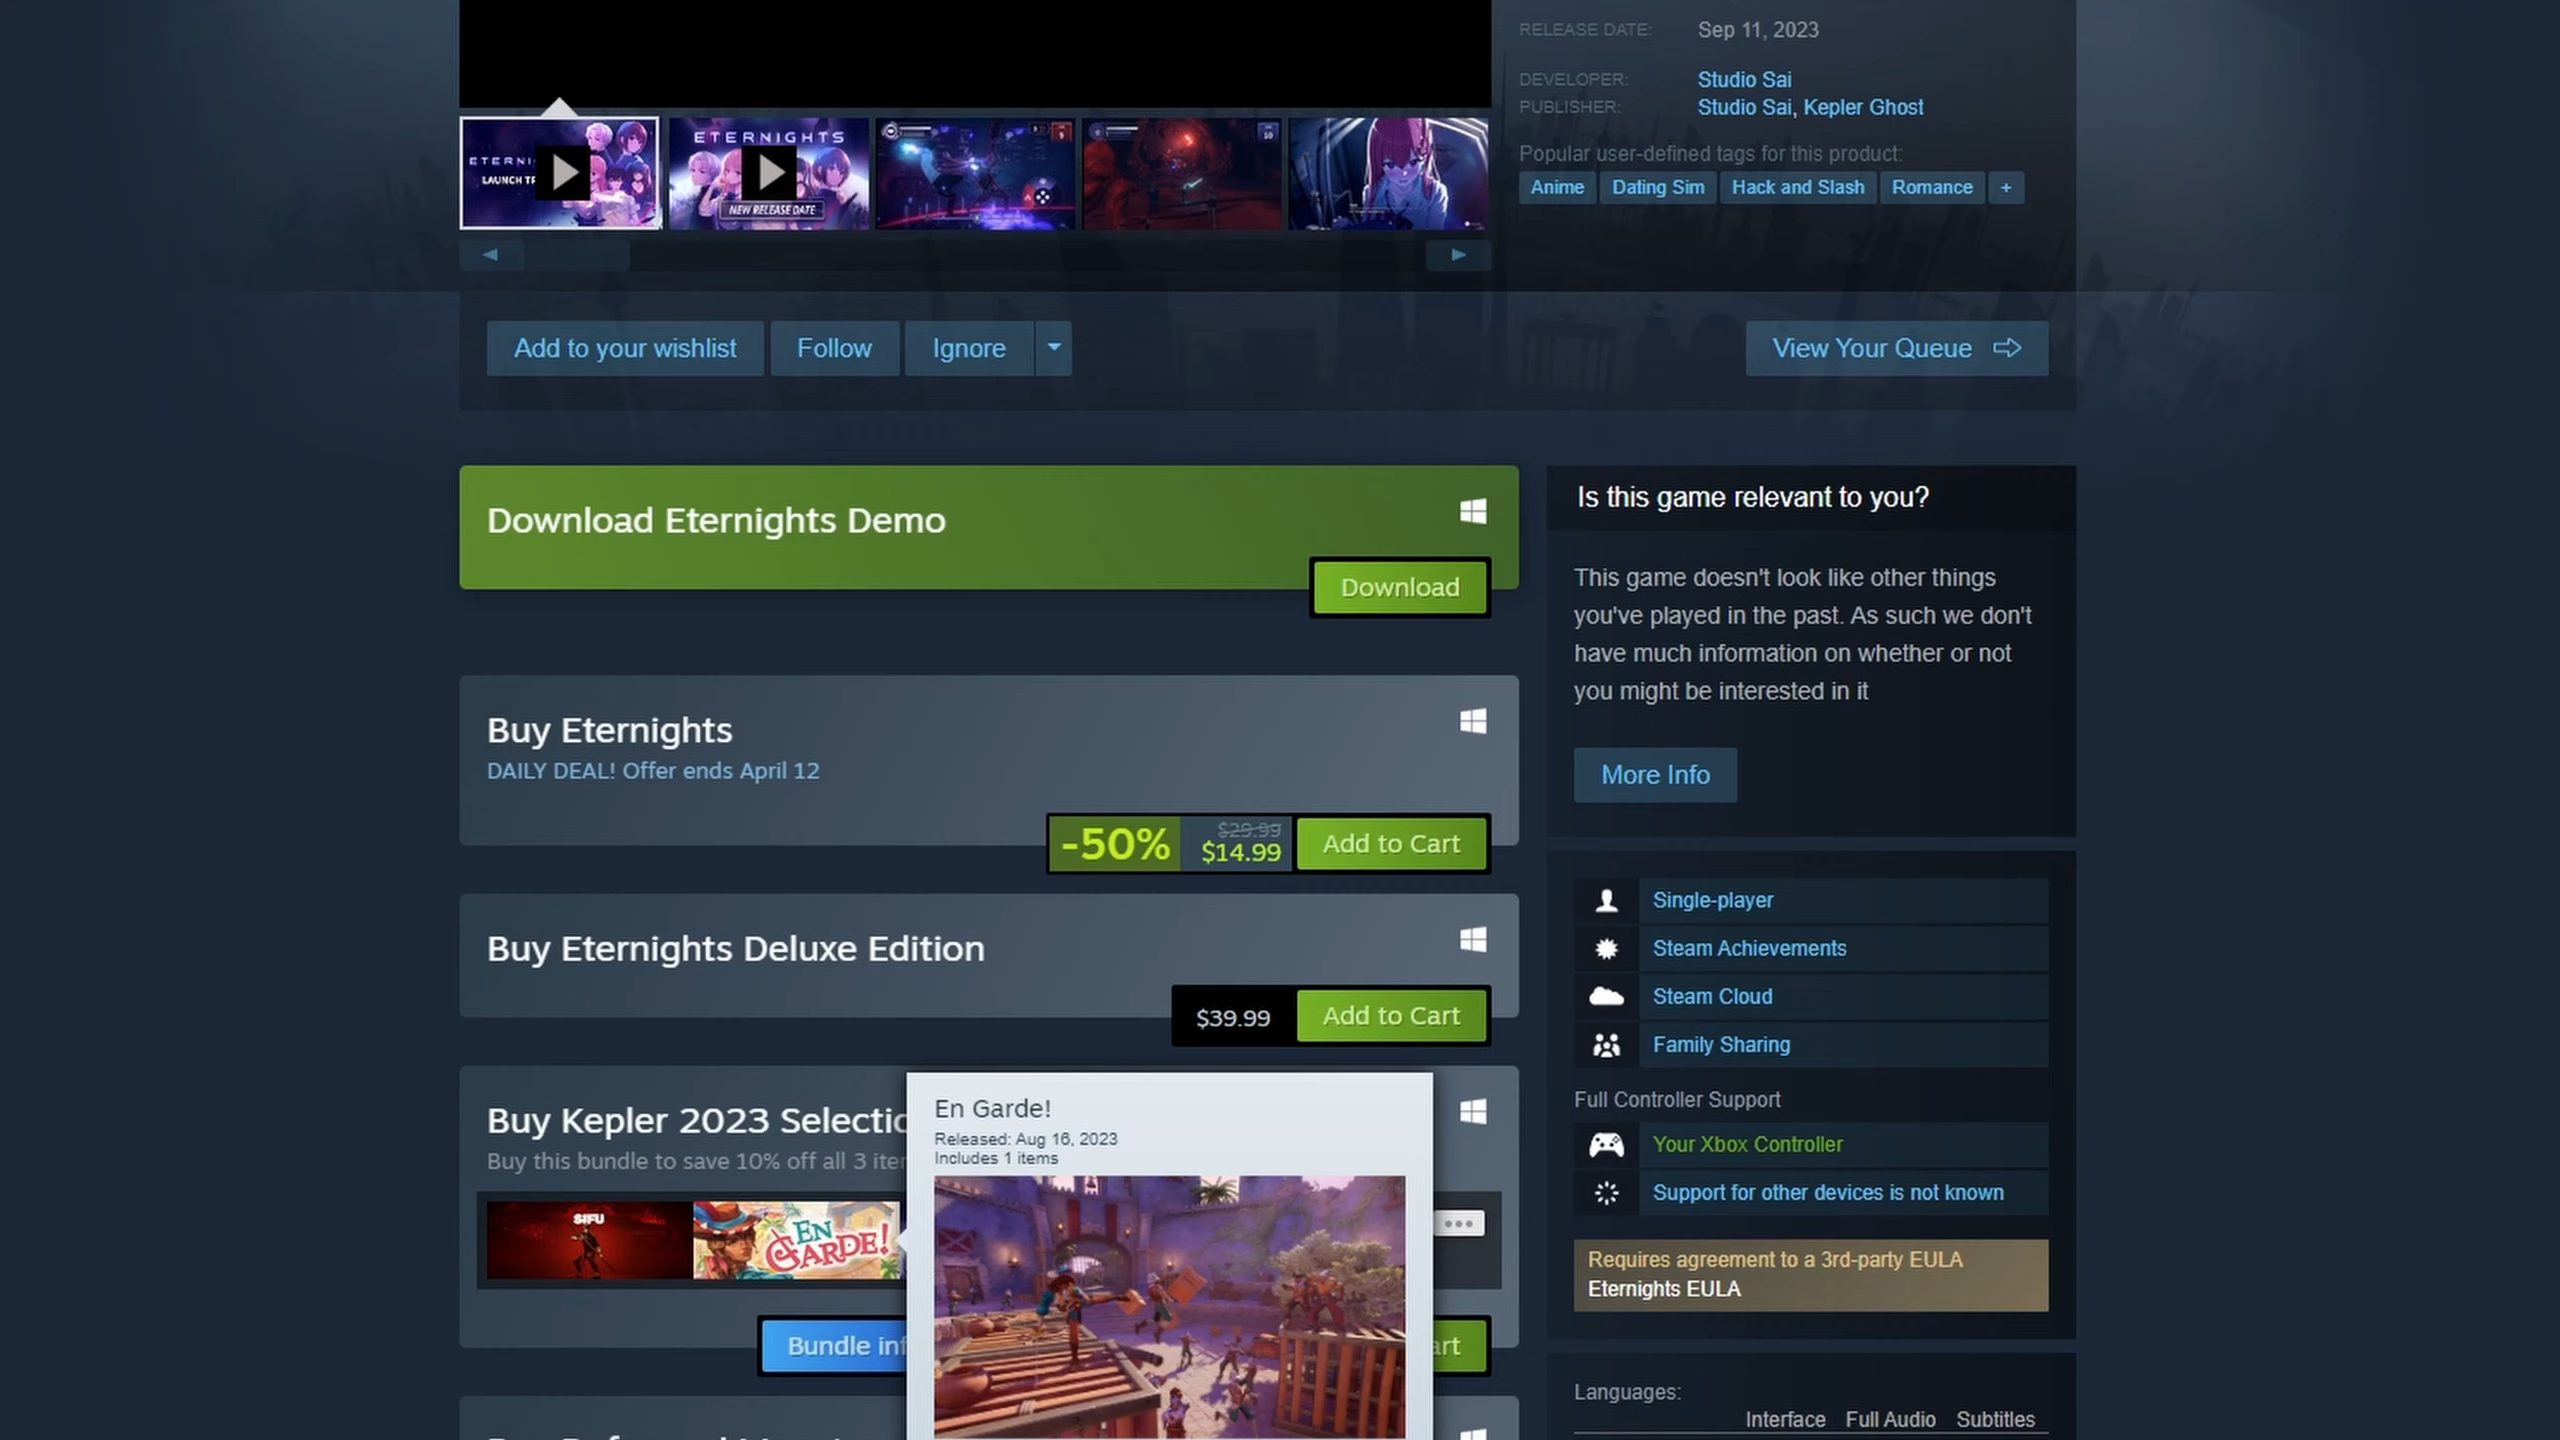 RELEASE DATE: Sep 11, 2023
DEVELOPER: Studio Sai
PUBLISHER: Studio Sai, Kepler Ghost
Popular user-defined tags for this product:
Anime Dating Sim Hack and Slash Romance +
ETERNI
LAUNCH TR
ETERNIGHTS
NEW RELEASE DATE
Add to your wishlist Follow Ignore View Your Queue
Download Eternights Demo
Download
Buy Eternights
DAILY DEAL! Offer ends April 12
-50% $29.99 $14.99 Add to Cart
Buy Eternights Deluxe Edition
$39.99 Add to Cart
Buy Kepler 2023 Selectio
Buy this bundle to save 10% off all 3 iter
SIFU
EN GARDE!
Bundle inf
art
En Garde!
Released: Aug 16, 2023
Includes 1 items
Is this game relevant to you?
This game doesn't look like other things
you've played in the past. As such we don't
have much information on whether or not
you might be interested in it
More Info
Single-player
Steam Achievements
Steam Cloud
Family Sharing
Full Controller Support
Your Xbox Controller
Support for other devices is not known
Requires agreement to a 3rd-party EULA
Eternights EULA
Languages:
Interface Full Audio Subtitles